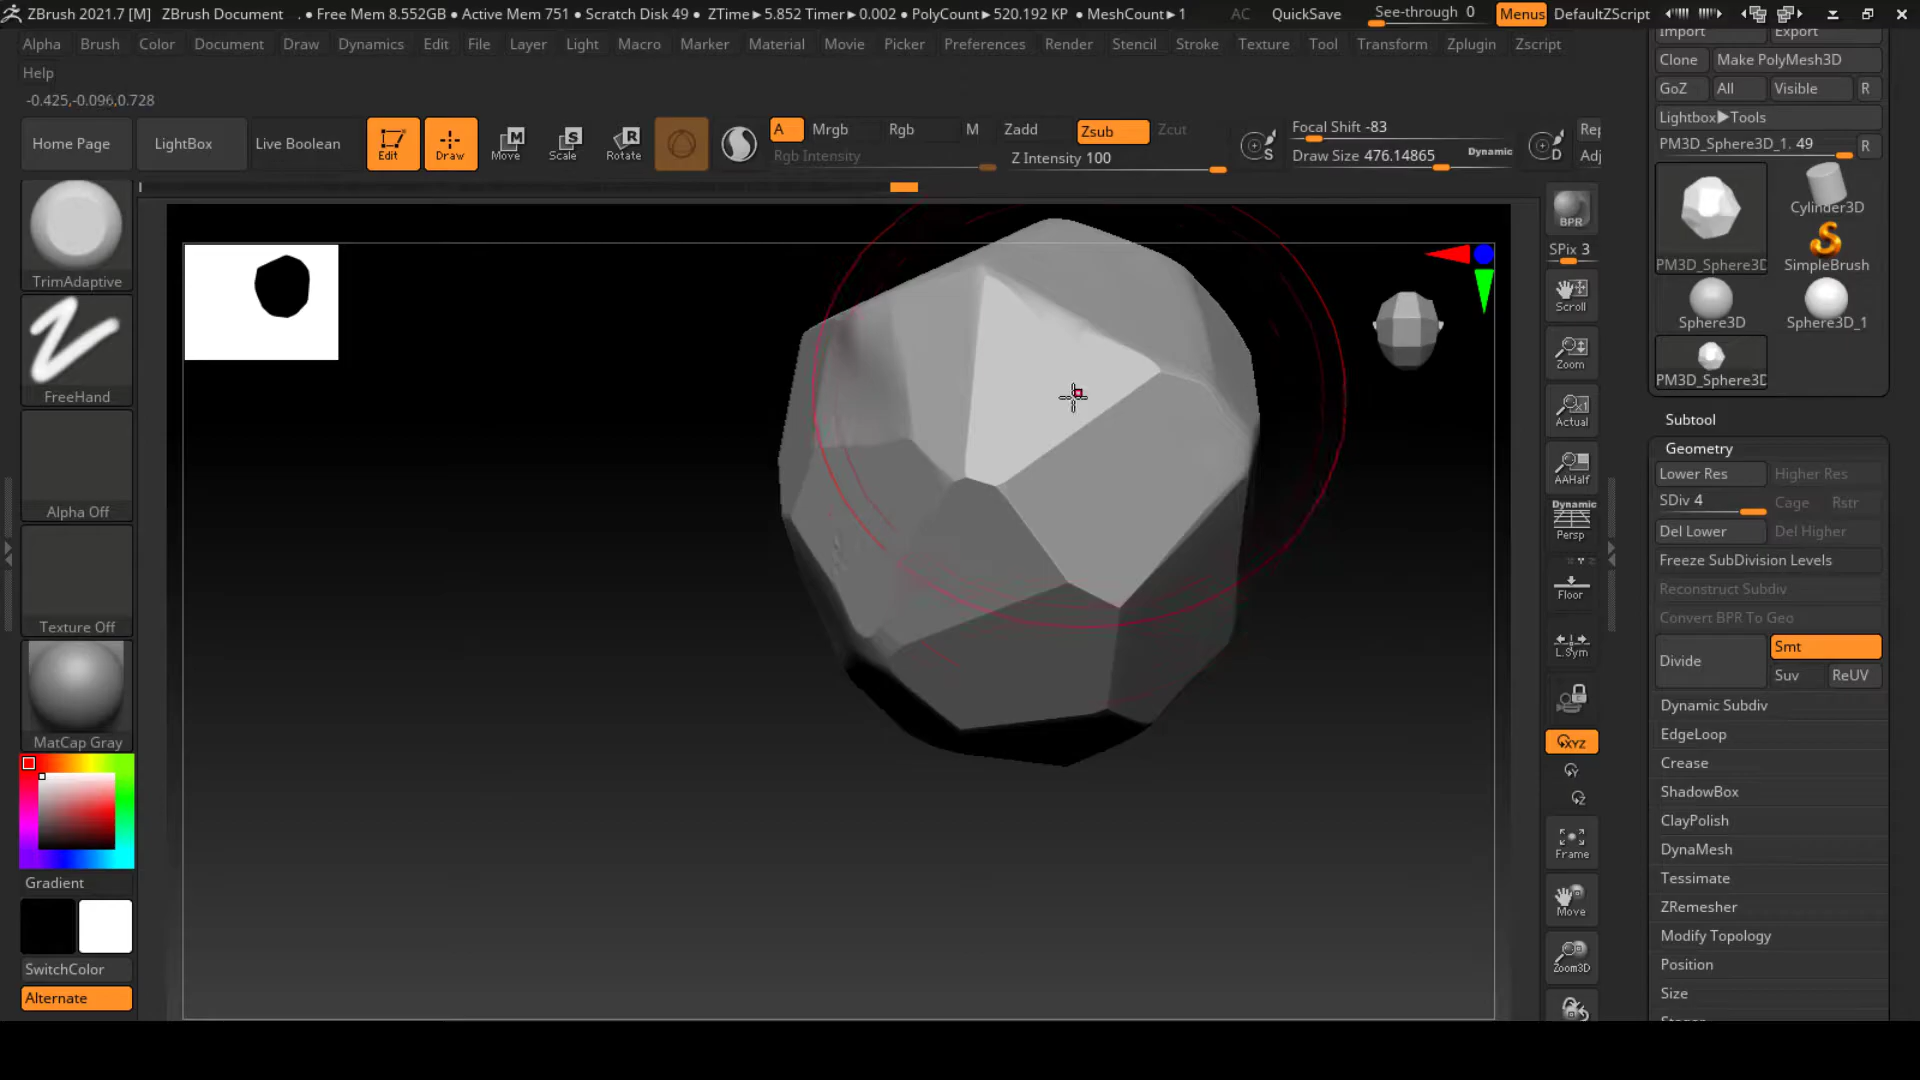 ZBrush 2021.7 [M] ZBrush Document . ● Free Mem 8.552GB ● Active Mem 751 ● Scratch Disk 49 ● ZTime►5.852 Timer►0.002 ● PolyCount►520.192 KP ● MeshCount►1 AC QuickSave See-through 0 Menus DefaultZScript
Alpha Brush Color Document Draw Dynamics Edit File Layer Light Macro Marker Material Movie Picker Preferences Render Stencil Stroke Texture Tool Transform Zplugin Zscript
Help
-0.425,-0.096,0.728
Home Page LightBox Live Boolean Edit Draw Move Scale Rotate
A Mrgb Rgb M Zadd Zsub Zcut
Rgb Intensity Z Intensity 100
S Focal Shift -83
Draw Size 476.14865 Dynamic
D
TrimAdaptive
FreeHand
Alpha Off
Texture Off
MatCap Gray
Gradient
SwitchColor
Alternate
BPR
SPix 3
Scroll
Zoom
Actual
AAHalf
Dynamic
Persp
Floor
L.Sym
XYZ
Y
Z
Frame
Move
Zoom3D
Import Export
Clone Make PolyMesh3D
GoZ All Visible R
Lightbox►Tools
PM3D_Sphere3D_1. 49 R
Cylinder3D
PM3D_Sphere3D SimpleBrush
Sphere3D Sphere3D_1
PM3D_Sphere3D
Subtool
Geometry
Lower Res Higher Res
SDiv 4 Cage Rstr
Del Lower Del Higher
Freeze SubDivision Levels
Reconstruct Subdiv
Convert BPR To Geo
Divide Smt
Suv ReUV
Dynamic Subdiv
EdgeLoop
Crease
ShadowBox
ClayPolish
DynaMesh
Tessimate
ZRemesher
Modify Topology
Position
Size